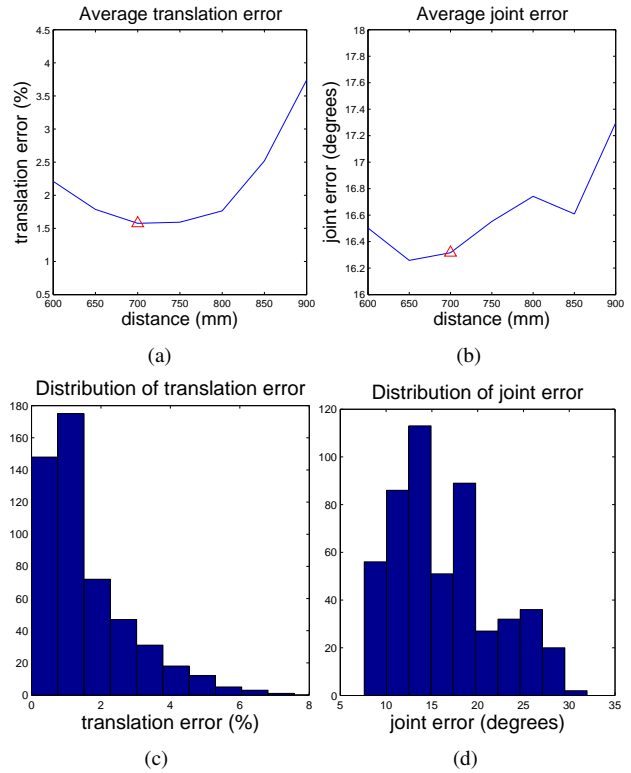 Average translation error
4.5
4
3.5
3
2.5
2
1.5
1
0.5
translation error (%)
600 650 700 750 800 850 900
distance (mm)
(a)
Average joint error
18
17.8
17.6
17.4
17.2
17
16.8
16.6
16.4
16.2
16
joint error (degrees)
600 650 700 750 800 850 900
distance (mm)
(b)
Distribution of translation error
180
160
140
120
100
80
60
40
20
0
0 2 4 6 8
translation error (%)
(c)
Distribution of joint error
120
100
80
60
40
20
0
5 10 15 20 25 30 35
joint error (degrees)
(d)